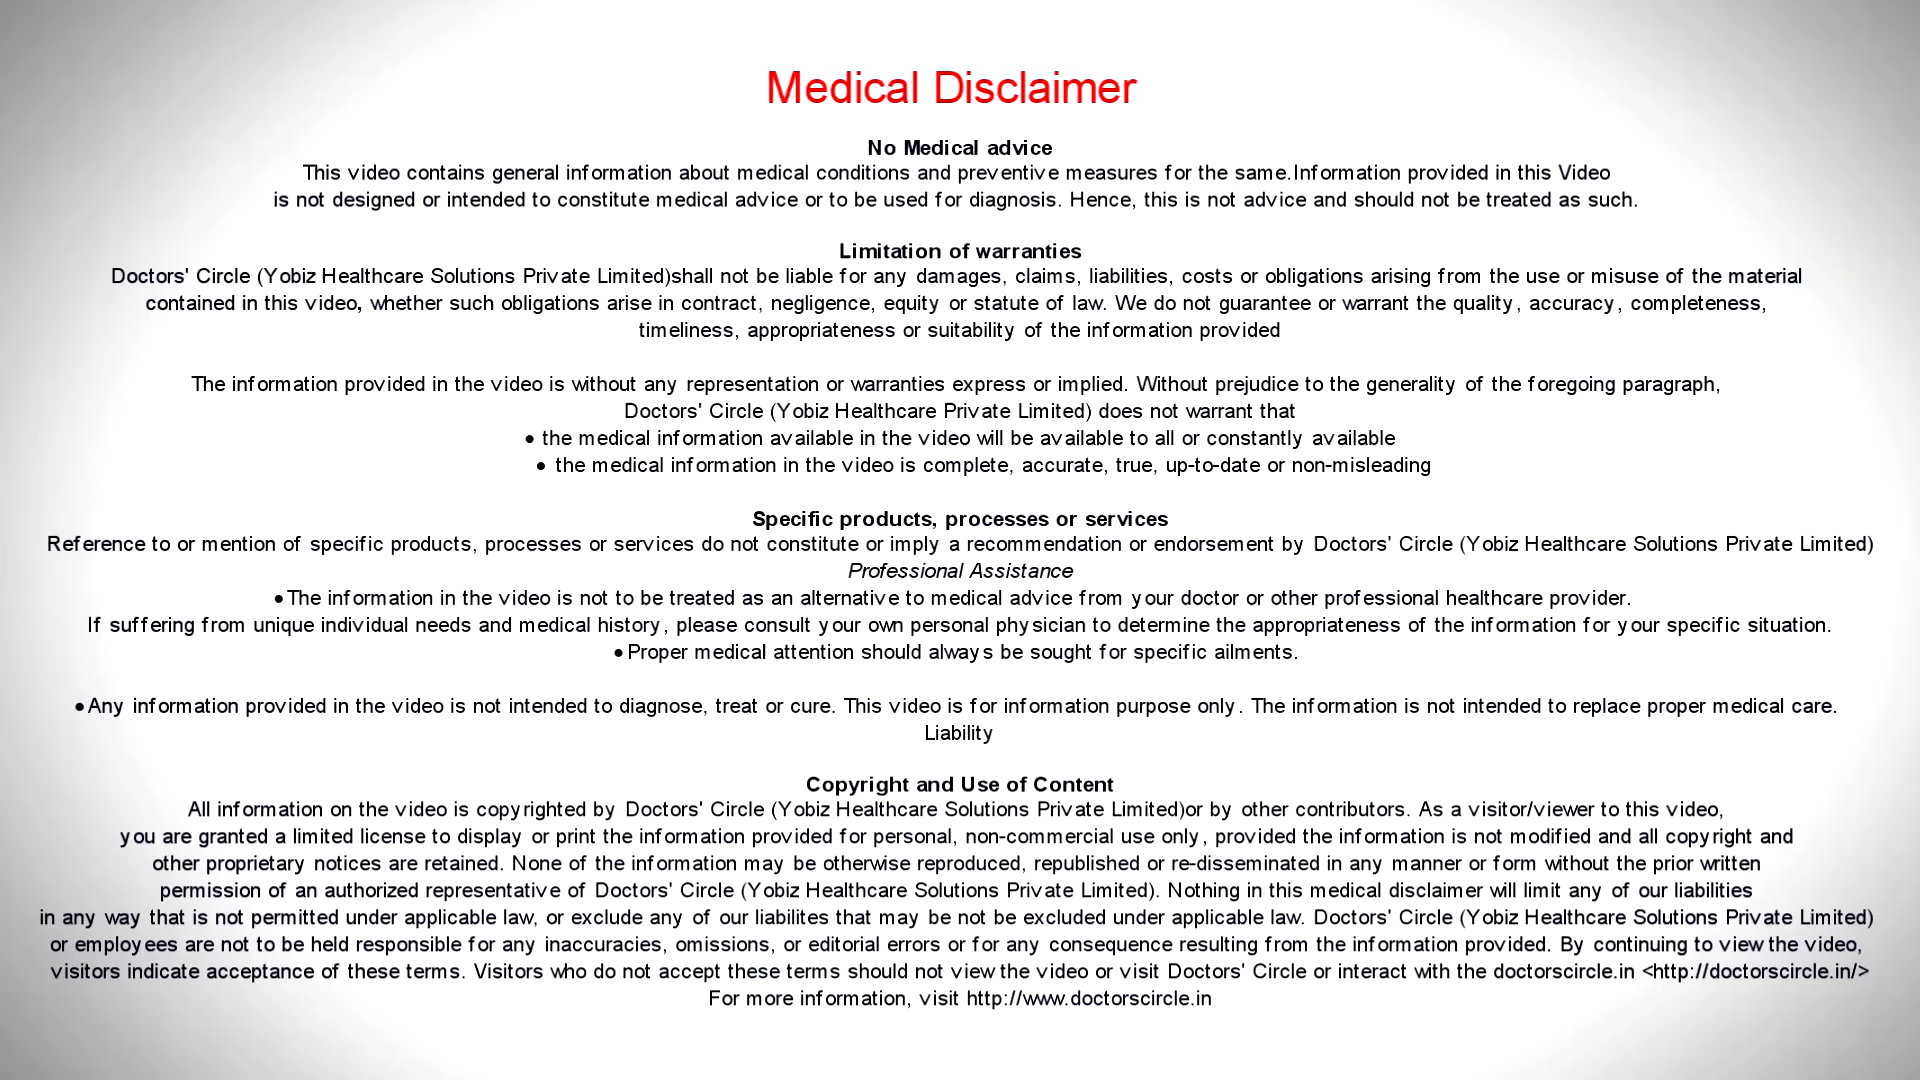 Medical Disclaimer
No Medical advice
This video contains general information about medical conditions and preventive measures for the same.Information provided in this Video
is not designed or intended to constitute medical advice or to be used for diagnosis. Hence, this is not advice and should not be treated as such.
Limitation of warranties
Doctors' Circle (Yobiz Healthcare Solutions Private Limited)shall not be liable for any damages, claims, liabilities, costs or obligations arising from the use or misuse of the material
contained in this video, whether such obligations arise in contract, negligence, equity or statute of law. We do not guarantee or warrant the quality, accuracy, completeness,
timeliness, appropriateness or suitability of the information provided
The information provided in the video is without any representation or warranties express or implied. Without prejudice to the generality of the foregoing paragraph,
Doctors' Circle (Yobiz Healthcare Private Limited) does not warrant that
• the medical information available in the video will be available to all or constantly available
• the medical information in the video is complete, accurate, true, up-to-date or non-misleading
Specific products, processes or services
Reference to or mention of specific products, processes or services do not constitute or imply a recommendation or endorsement by Doctors' Circle (Yobiz Healthcare Solutions Private Limited)
Professional Assistance
•The information in the video is not to be treated as an alternative to medical advice from your doctor or other professional healthcare provider.
If suffering from unique individual needs and medical history, please consult your own personal physician to determine the appropriateness of the information for your specific situation.
•Proper medical attention should always be sought for specific ailments.
•Any information provided in the video is not intended to diagnose, treat or cure. This video is for information purpose only. The information is not intended to replace proper medical care.
Liability
Copyright and Use of Content
All information on the video is copyrighted by Doctors' Circle (Yobiz Healthcare Solutions Private Limited)or by other contributors. As a visitor/viewer to this video,
you are granted a limited license to display or print the information provided for personal, non-commercial use only, provided the information is not modified and all copyright and
other proprietary notices are retained. None of the information may be otherwise reproduced, republished or re-disseminated in any manner or form without the prior written
permission of an authorized representative of Doctors' Circle (Yobiz Healthcare Solutions Private Limited). Nothing in this medical disclaimer will limit any of our liabilities
in any way that is not permitted under applicable law, or exclude any of our liabilites that may be not be excluded under applicable law. Doctors' Circle (Yobiz Healthcare Solutions Private Limited)
or employees are not to be held responsible for any inaccuracies, omissions, or editorial errors or for any consequence resulting from the information provided. By continuing to view the video,
visitors indicate acceptance of these terms. Visitors who do not accept these terms should not view the video or visit Doctors' Circle or interact with the doctorscircle.in <http://doctorscircle.in/>
For more information, visit http://www.doctorscircle.in